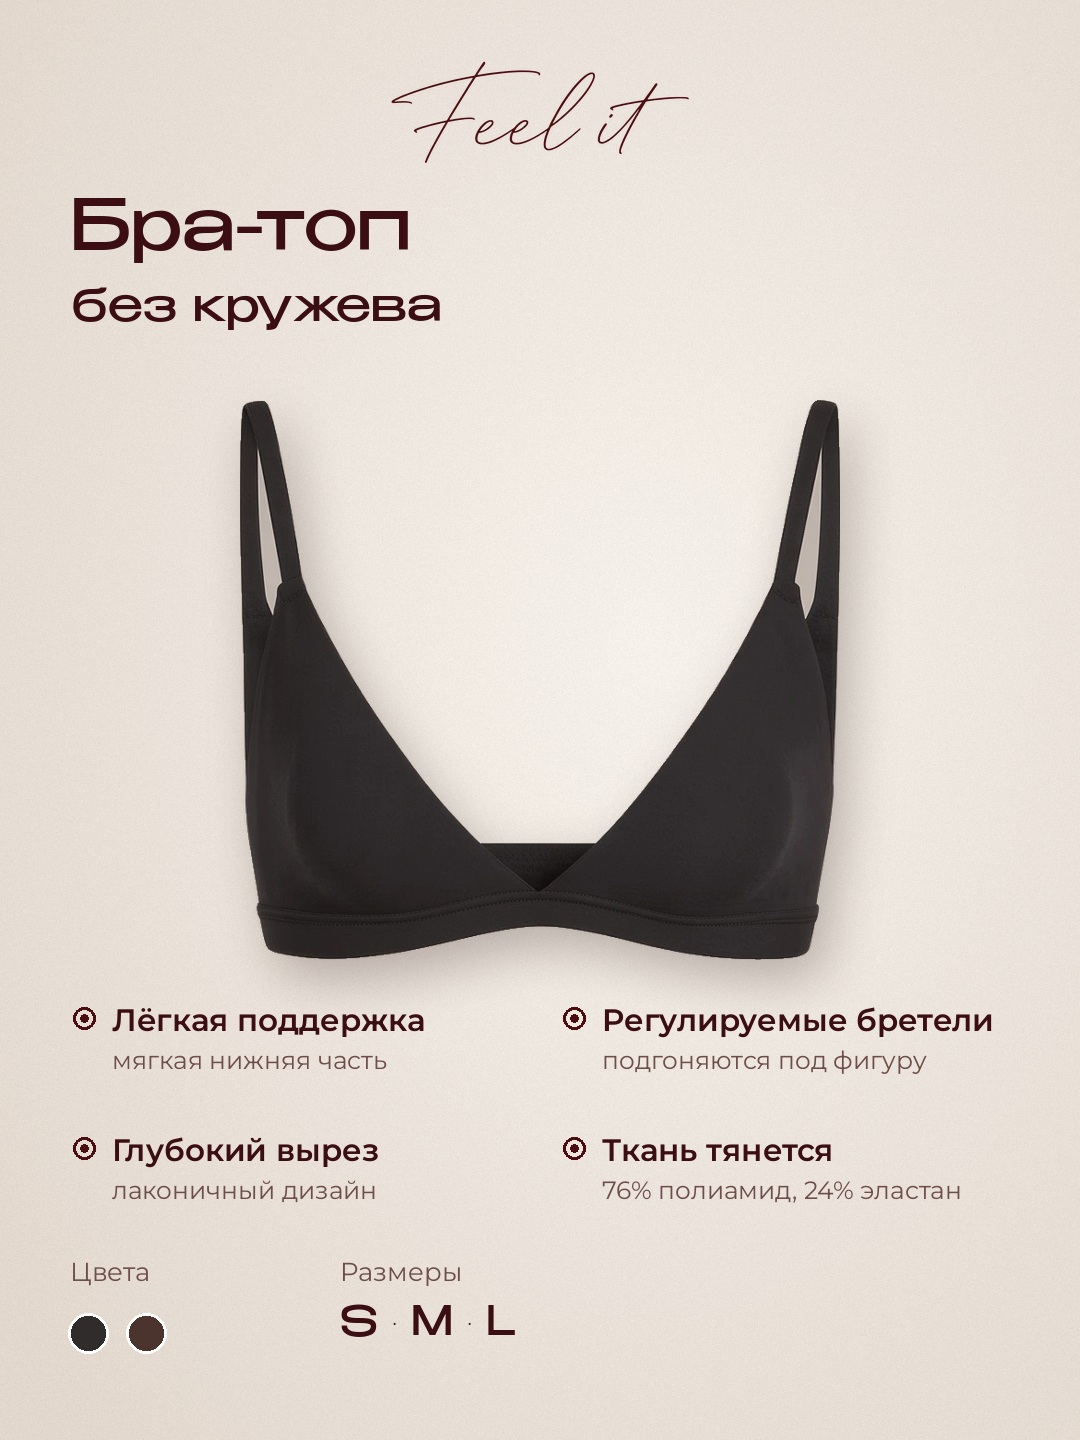 Feel it
Бра-топ
без кружева
Лёгкая поддержка
мягкая нижняя часть
Регулируемые бретели
подгоняются под фигуру
Глубокий вырез
лаконичный дизайн
Ткань тянется
76% полиамид, 24% эластан
Цвета
Размеры
S · M · L